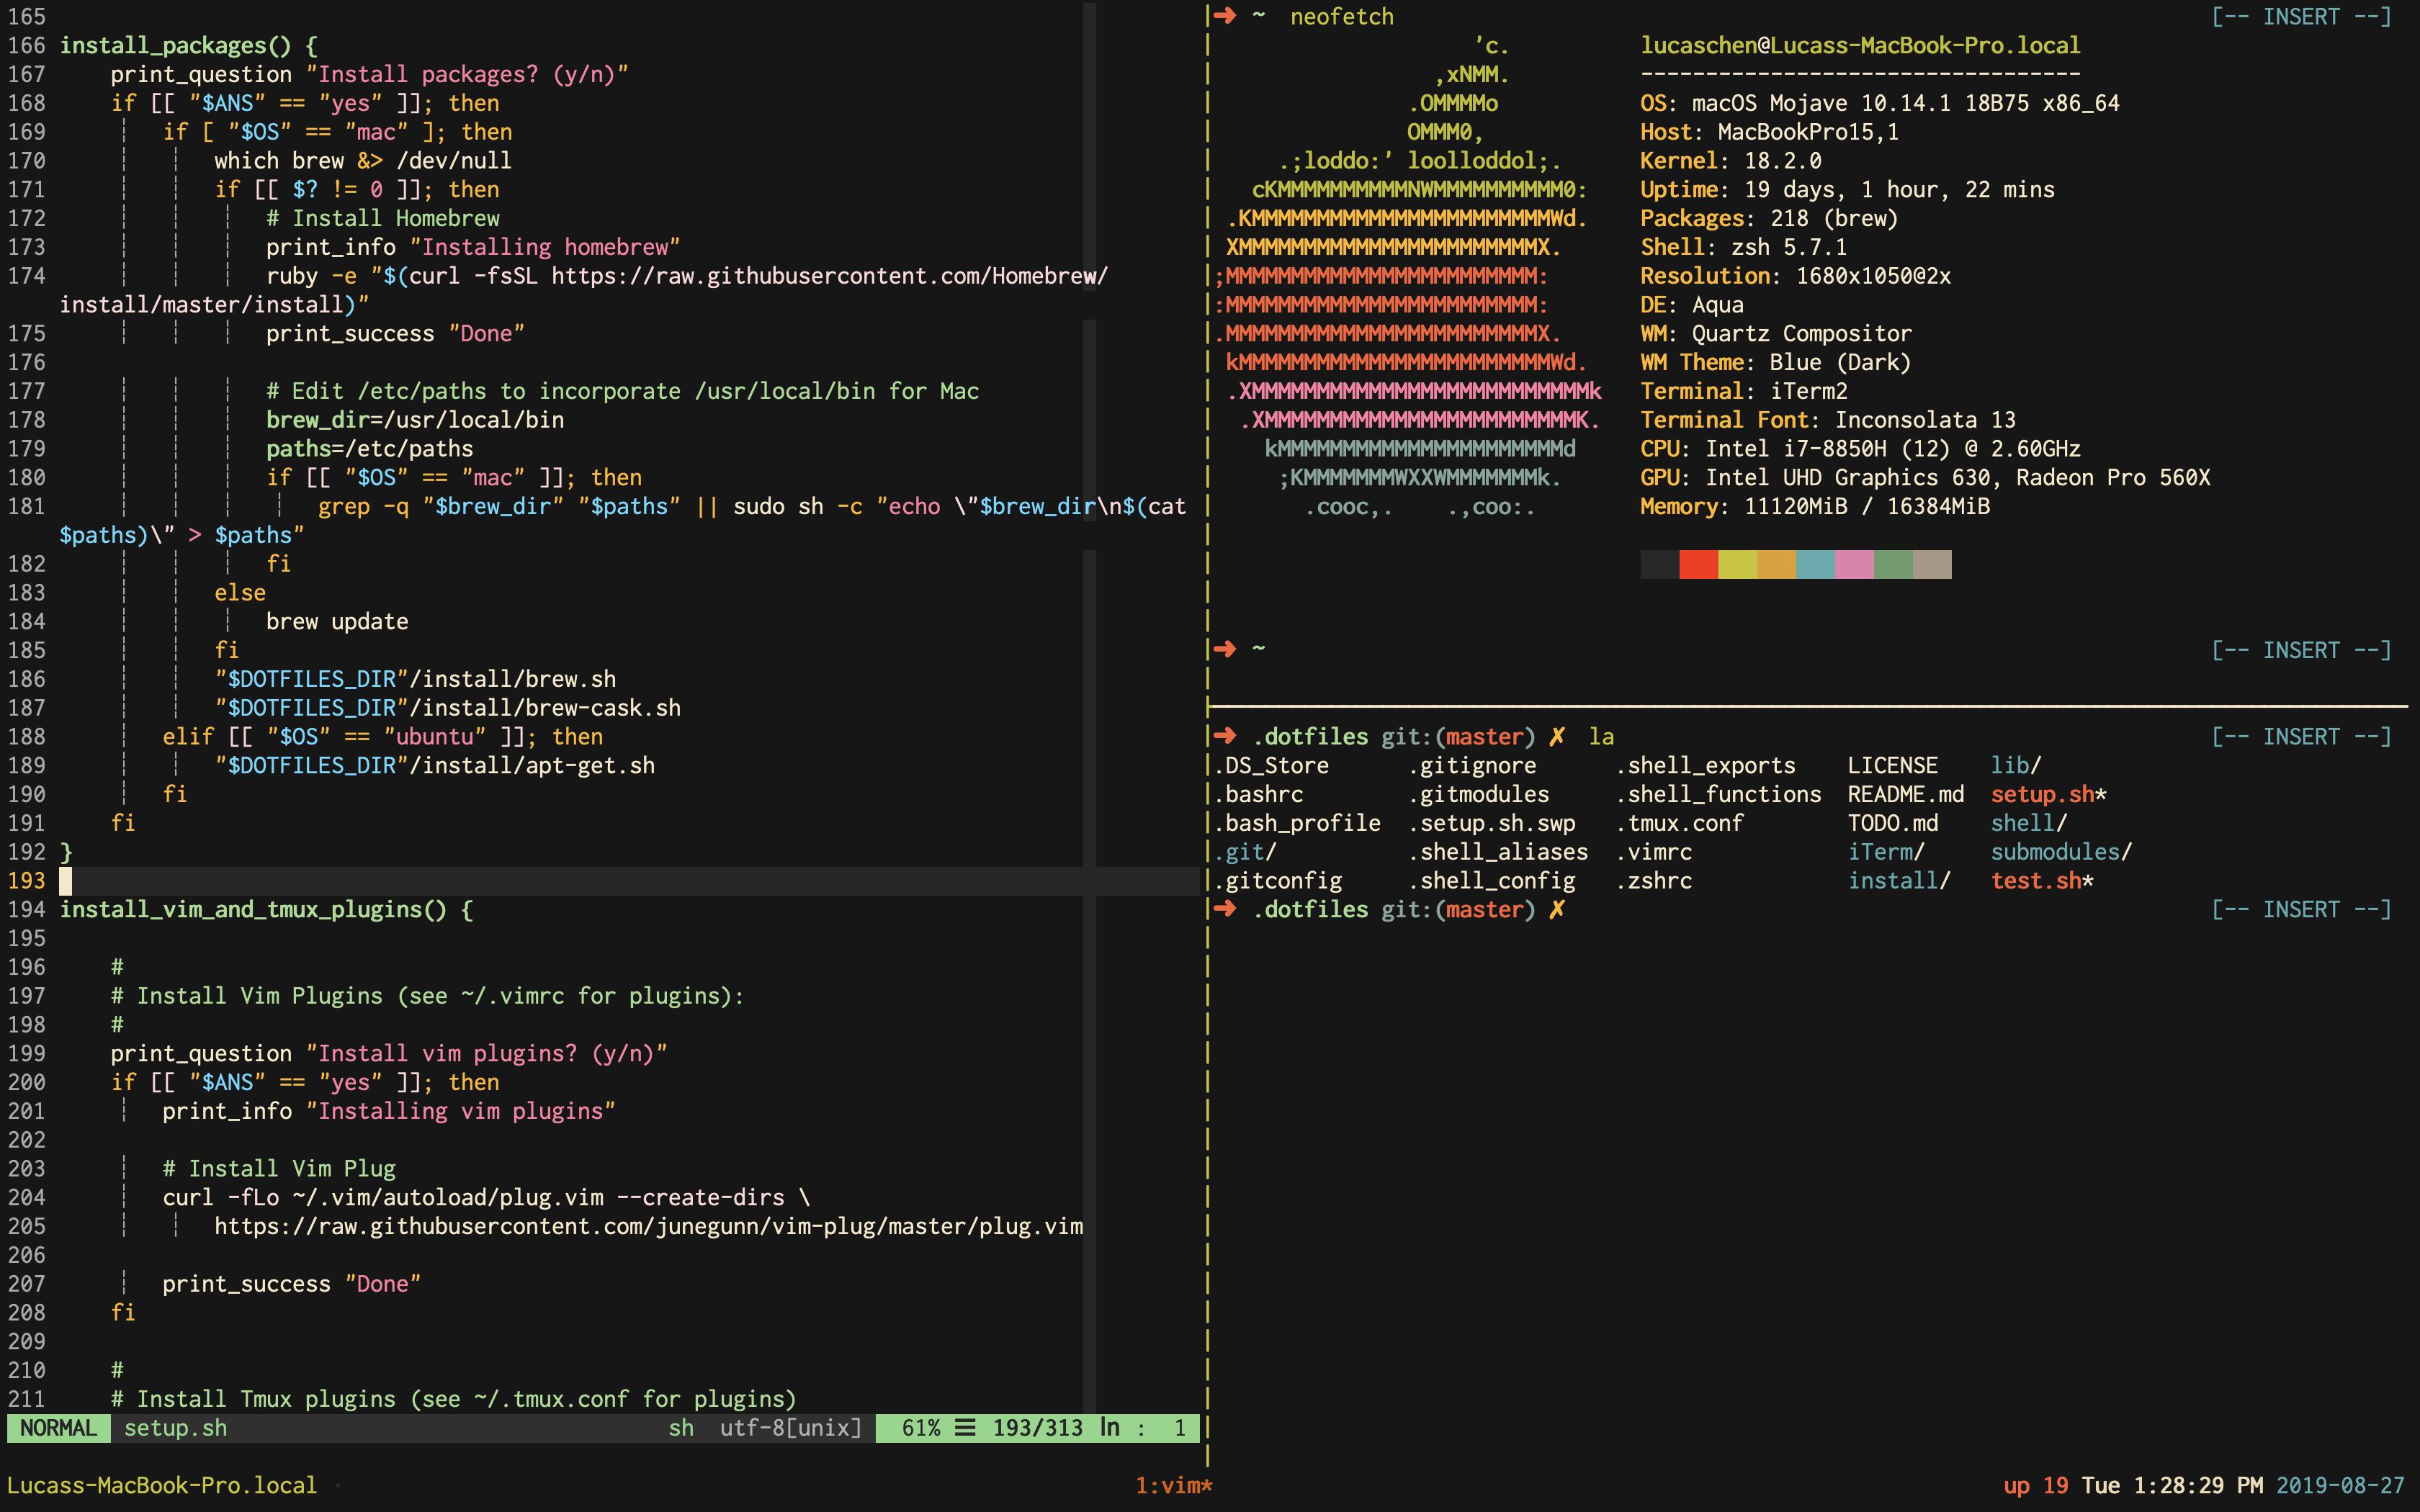 165
166 install_packages() {
167     print_question "Install packages? (y/n)"
168     if [[ "$ANS" == "yes" ]]; then
169         if [ "$OS" == "mac" ]; then
170             which brew &> /dev/null
171             if [[ $? != 0 ]]; then
172                 # Install Homebrew
173                 print_info "Installing homebrew"
174                 ruby -e "$(curl -fsSL https://raw.githubusercontent.com/Homebrew/
    install/master/install)"
175                 print_success "Done"
176
177                 # Edit /etc/paths to incorporate /usr/local/bin for Mac
178                 brew_dir=/usr/local/bin
179                 paths=/etc/paths
180                 if [[ "$OS" == "mac" ]]; then
181                     grep -q "$brew_dir" "$paths" || sudo sh -c "echo \"$brew_dir\n$(cat
    $paths)\" > $paths"
182                 fi
183             else
184                 brew update
185             fi
186             "$DOTFILES_DIR"/install/brew.sh
187             "$DOTFILES_DIR"/install/brew-cask.sh
188         elif [[ "$OS" == "ubuntu" ]]; then
189             "$DOTFILES_DIR"/install/apt-get.sh
190         fi
191     fi
192 }
193
194 install_vim_and_tmux_plugins() {
195
196     #
197     # Install Vim Plugins (see ~/.vimrc for plugins):
198     #
199     print_question "Install vim plugins? (y/n)"
200     if [[ "$ANS" == "yes" ]]; then
201         print_info "Installing vim plugins"
202
203         # Install Vim Plug
204         curl -fLo ~/.vim/autoload/plug.vim --create-dirs \
205             https://raw.githubusercontent.com/junegunn/vim-plug/master/plug.vim
206
207         print_success "Done"
208     fi
209
210     #
211     # Install Tmux plugins (see ~/.tmux.conf for plugins)
NORMAL setup.sh sh utf-8[unix] 61% ☰ 193/313 ln : 1
➜ ~ neofetch [-- INSERT --]
                    'c.          lucaschen@Lucass-MacBook-Pro.local
                 ,xNMM.          ----------------------------------
               .OMMMMo           OS: macOS Mojave 10.14.1 18B75 x86_64
               OMMM0,            Host: MacBookPro15,1
     .;loddo:' loolloddol;.      Kernel: 18.2.0
   cKMMMMMMMMMMNWMMMMMMMMMM0:    Uptime: 19 days, 1 hour, 22 mins
 .KMMMMMMMMMMMMMMMMMMMMMMMWd.    Packages: 218 (brew)
 XMMMMMMMMMMMMMMMMMMMMMMMX.      Shell: zsh 5.7.1
;MMMMMMMMMMMMMMMMMMMMMMMM:       Resolution: 1680x1050@2x
:MMMMMMMMMMMMMMMMMMMMMMMM:       DE: Aqua
.MMMMMMMMMMMMMMMMMMMMMMMMX.      WM: Quartz Compositor
 kMMMMMMMMMMMMMMMMMMMMMMMMWd.    WM Theme: Blue (Dark)
 .XMMMMMMMMMMMMMMMMMMMMMMMMMMk   Terminal: iTerm2
  .XMMMMMMMMMMMMMMMMMMMMMMMMK.   Terminal Font: Inconsolata 13
    kMMMMMMMMMMMMMMMMMMMMMMd     CPU: Intel i7-8850H (12) @ 2.60GHz
     ;KMMMMMMMWXXWMMMMMMMk.      GPU: Intel UHD Graphics 630, Radeon Pro 560X
       .cooc,.    .,coo:.        Memory: 11120MiB / 16384MiB
➜ ~ [-- INSERT --]
➜ .dotfiles git:(master) ✗ la [-- INSERT --]
.DS_Store .gitignore .shell_exports LICENSE lib/
.bashrc .gitmodules .shell_functions README.md setup.sh*
.bash_profile .setup.sh.swp .tmux.conf TODO.md shell/
.git/ .shell_aliases .vimrc iTerm/ submodules/
.gitconfig .shell_config .zshrc install/ test.sh*
➜ .dotfiles git:(master) ✗ [-- INSERT --]
Lucass-MacBook-Pro.local 1:vim* up 19 Tue 1:28:29 PM 2019-08-27